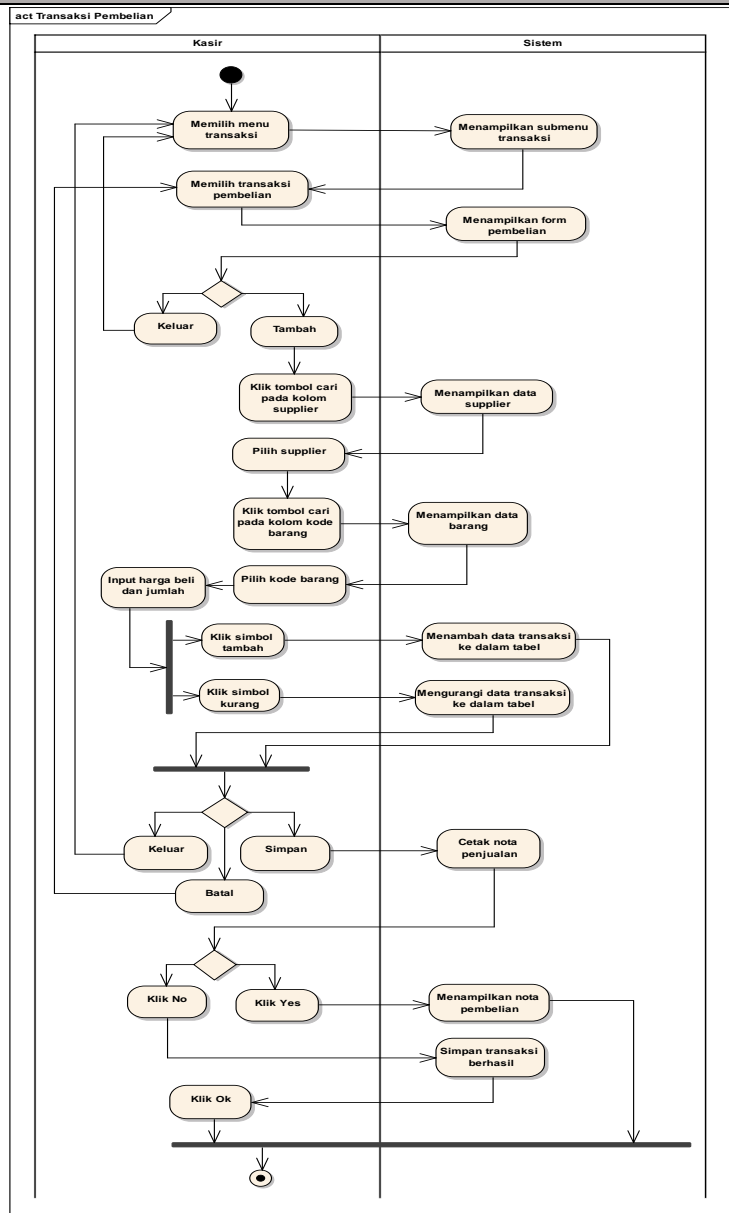 act Transaksi Pembelian
Kasir
Sistem
Memilih menu
transaksi
Menampilkan submenu
transaksi
Memilih transaksi
pembelian
Menampilkan form
pembelian
Keluar
Tambah
Klik tombol cari
pada kolom
supplier
Menampilkan data
supplier
Pilih supplier
Klik tombol cari
pada kolom kode
barang
Menampilkan data
barang
Input harga beli
dan jumlah
Pilih kode barang
Klik simbol
tambah
Menambah data transaksi
ke dalam tabel
Klik simbol
kurang
Mengurangi data transaksi
ke dalam tabel
Keluar
Simpan
Cetak nota
penjualan
Batal
Klik No
Klik Yes
Menampilkan nota
pembelian
Simpan transaksi
berhasil
Klik Ok